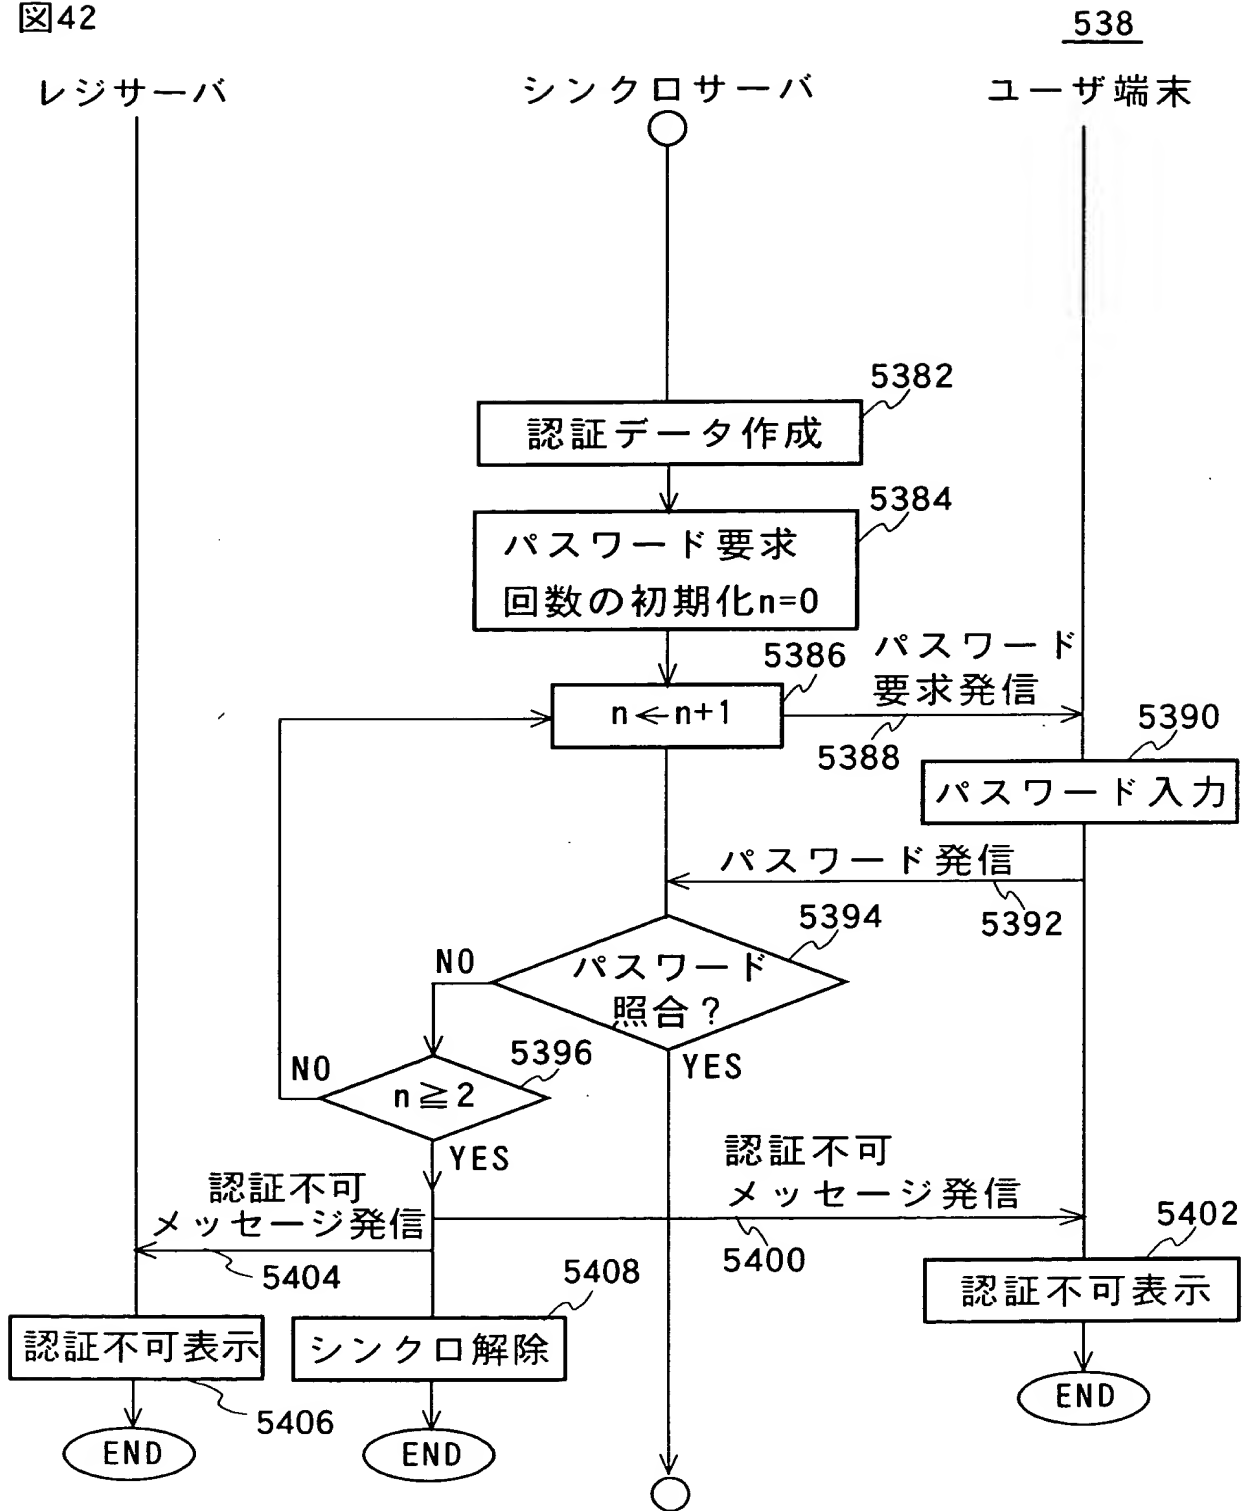 図42
538
レジサーバ
シンクロサーバ
ユーザ端末
5382
認証データ作成
5384
パスワード要求
回数の初期化n=0
5386
n←n+1
パスワード
要求発信
5388
5390
パスワード入力
パスワード発信
5392
5394
パスワード
照合?
NO
YES
5396
n≧2
NO
YES
認証不可
メッセージ発信
5400
認証不可
メッセージ発信
5404
5402
認証不可表示
END
5408
シンクロ解除
END
認証不可表示
5406
END